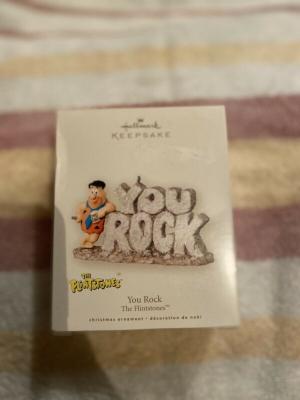 Hallmark
KEEPSAKE
YOU
ROCK
THE
FLINTSTONES
You Rock
The Flintstones™
christmas ornament • décoration de noël